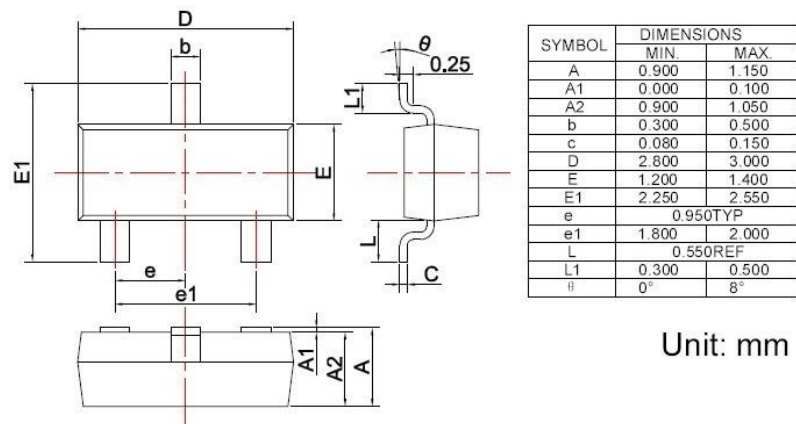 D
b
θ
0.25
L1
E1
E
e
e1
L
C
A1
A2
A
SYMBOL DIMENSIONS
MIN. MAX.
A 0.900 1.150
A1 0.000 0.100
A2 0.900 1.050
b 0.300 0.500
c 0.080 0.150
D 2.800 3.000
E 1.200 1.400
E1 2.250 2.550
e 0.950TYP
e1 1.800 2.000
L 0.550REF
L1 0.300 0.500
θ 0° 8°
Unit: mm